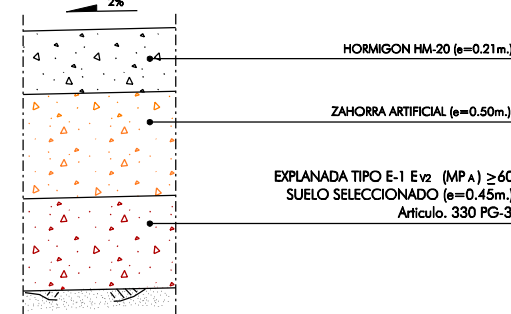 2%
HORMIGON HM-20 (e=0.21m.)
ZAHORRA ARTIFICIAL (e=0.50m.)
EXPLANADA TIPO E-1 EV2 (MPA) ≥60
SUELO SELECCIONADO (e=0.45m.)
Articulo. 330 PG-3